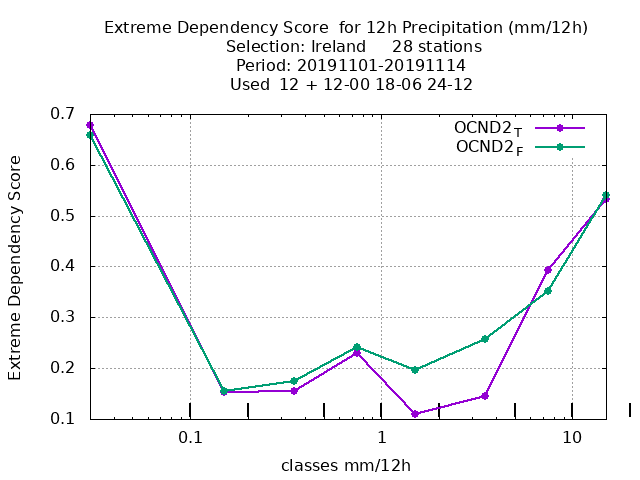 Extreme Dependency Score  for 12h Precipitation (mm/12h)
Selection: Ireland     28 stations
Period: 20191101-20191114
Used  12 + 12-00 18-06 24-12
OCND2T
OCND2F
0.7
0.6
0.5
0.4
0.3
0.2
0.1
Extreme Dependency Score
0.1 1 10
classes mm/12h